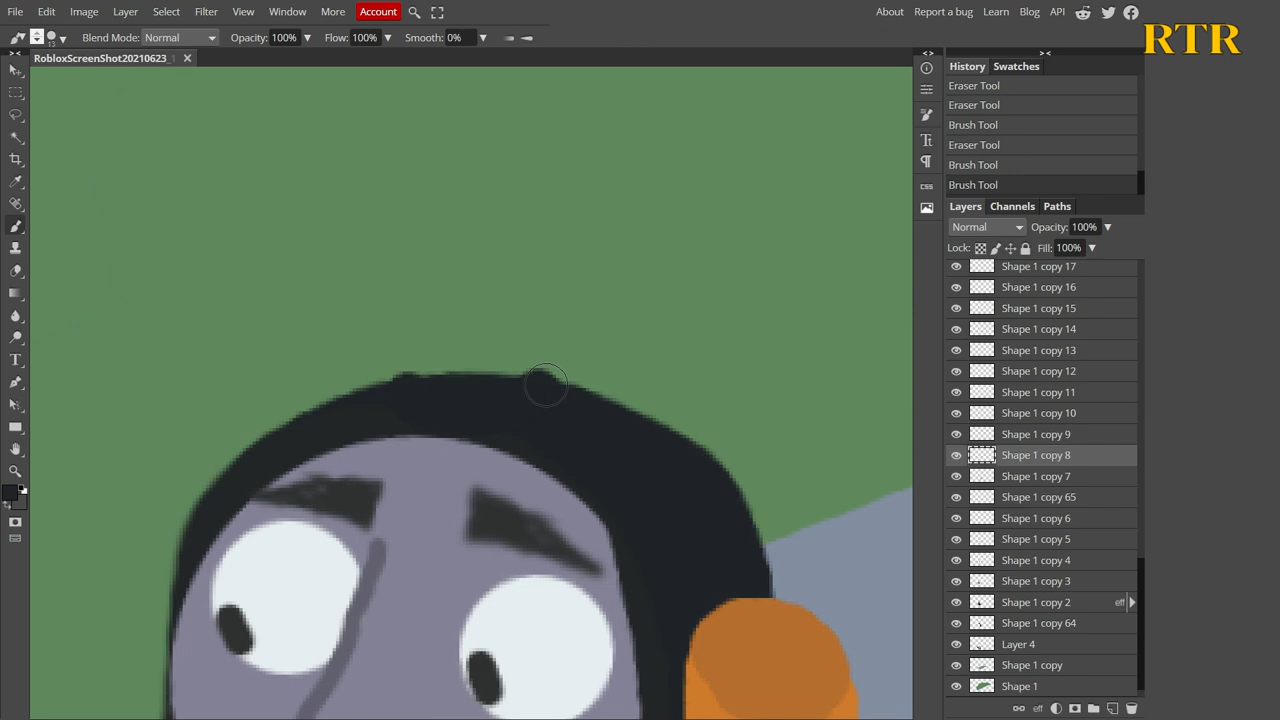 File Edit Image Layer Select Filter View Window More Account About Report a bug Learn Blog API
RTR
Blend Mode: Normal Opacity: 100% Flow: 100% Smooth: 0%
13
RobloxScreenShot20210623_
History Swatches
Eraser Tool
Eraser Tool
Brush Tool
Eraser Tool
Brush Tool
Brush Tool
Layers Channels Paths
Normal Opacity: 100%
Lock: Fill: 100%
CSS
Shape 1 copy 17
Shape 1 copy 16
Shape 1 copy 15
Shape 1 copy 14
Shape 1 copy 13
Shape 1 copy 12
Shape 1 copy 11
Shape 1 copy 10
Shape 1 copy 9
Shape 1 copy 8
Shape 1 copy 7
Shape 1 copy 65
Shape 1 copy 6
Shape 1 copy 5
Shape 1 copy 4
Shape 1 copy 3
Shape 1 copy 2 eff
Shape 1 copy 64
Layer 4
Shape 1 copy
Shape 1
eff